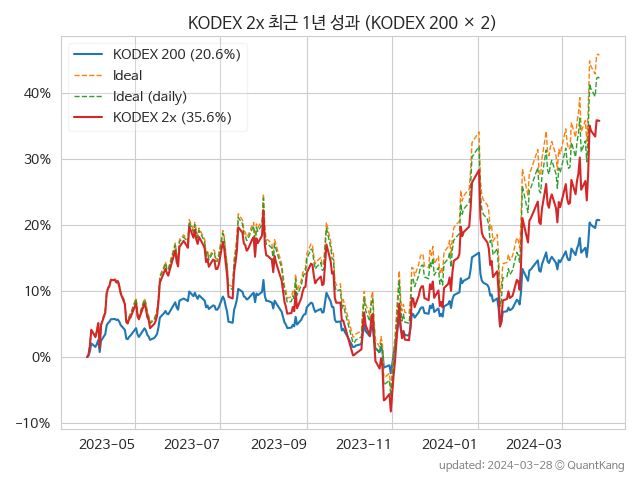 KODEX 2x 최근 1년 성과 (KODEX 200 × 2)
KODEX 200 (20.6%)
Ideal
Ideal (daily)
KODEX 2x (35.6%)
40%
30%
20%
10%
0%
−10%
2023-05 2023-07 2023-09 2023-11 2024-01 2024-03
updated: 2024-03-28 © QuantKang